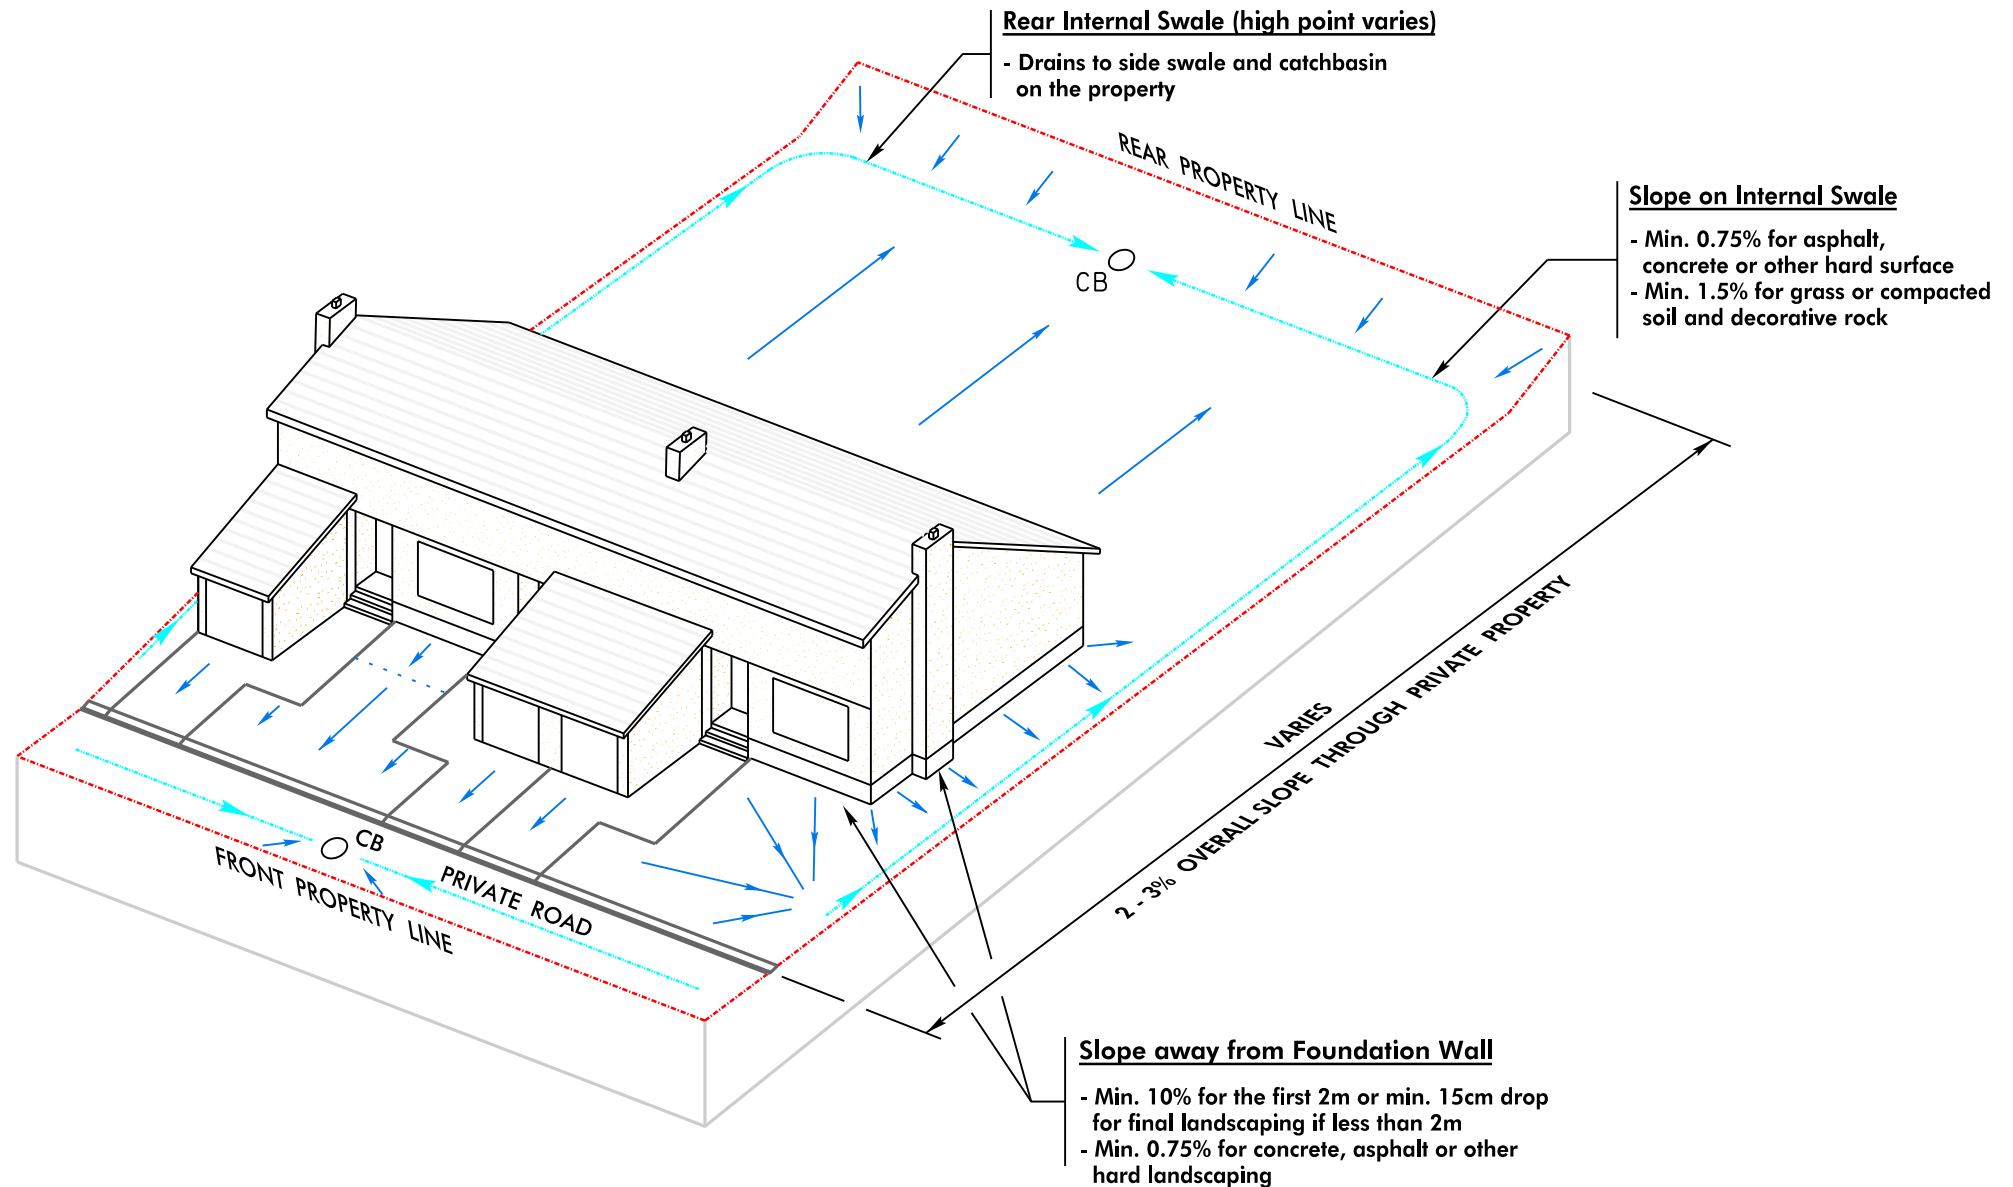 Rear Internal Swale (high point varies)
- Drains to side swale and catchbasin
on the property
REAR PROPERTY LINE
Slope on Internal Swale
- Min. 0.75% for asphalt,
concrete or other hard surface
- Min. 1.5% for grass or compacted
soil and decorative rock
CB
VARIES
2 - 3% OVERALL SLOPE THROUGH PRIVATE PROPERTY
CB
PRIVATE ROAD
FRONT PROPERTY LINE
Slope away from Foundation Wall
- Min. 10% for the first 2m or min. 15cm drop
for final landscaping if less than 2m
- Min. 0.75% for concrete, asphalt or other
hard landscaping